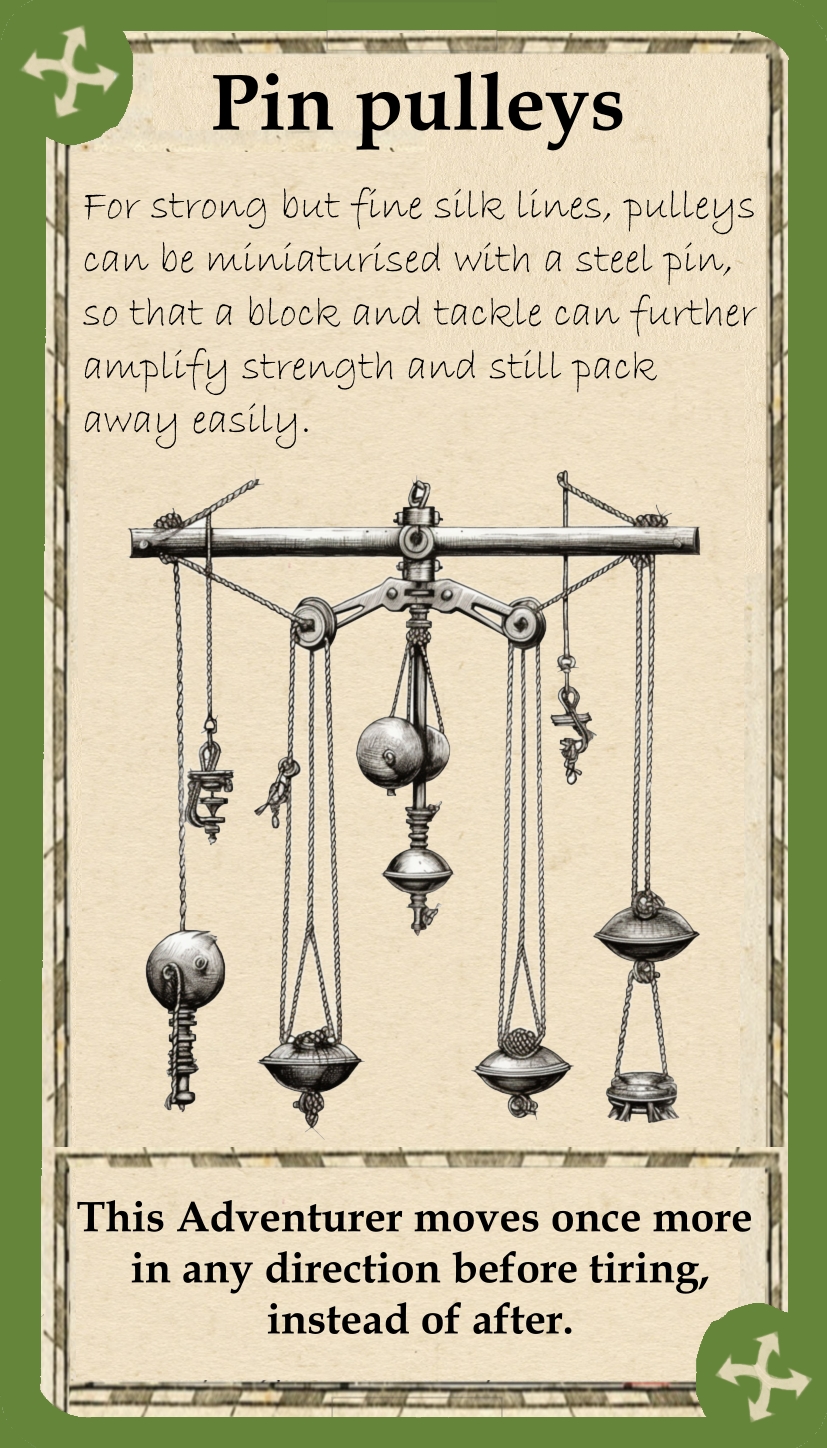 Pin pulleys
For strong but fine silk lines, pulleys
can be miniaturised with a steel pin,
so that a block and tackle can further
amplify strength and still pack
away easily.
This Adventurer moves once more
in any direction before tiring,
instead of after.